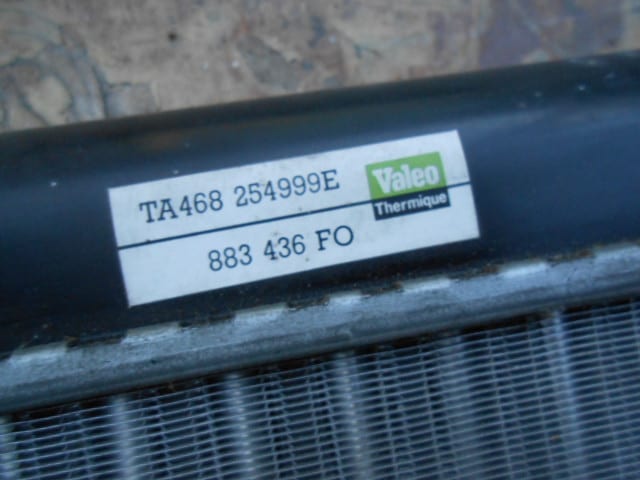 TA468 254999E
Valeo
Thermique
883 436 FO